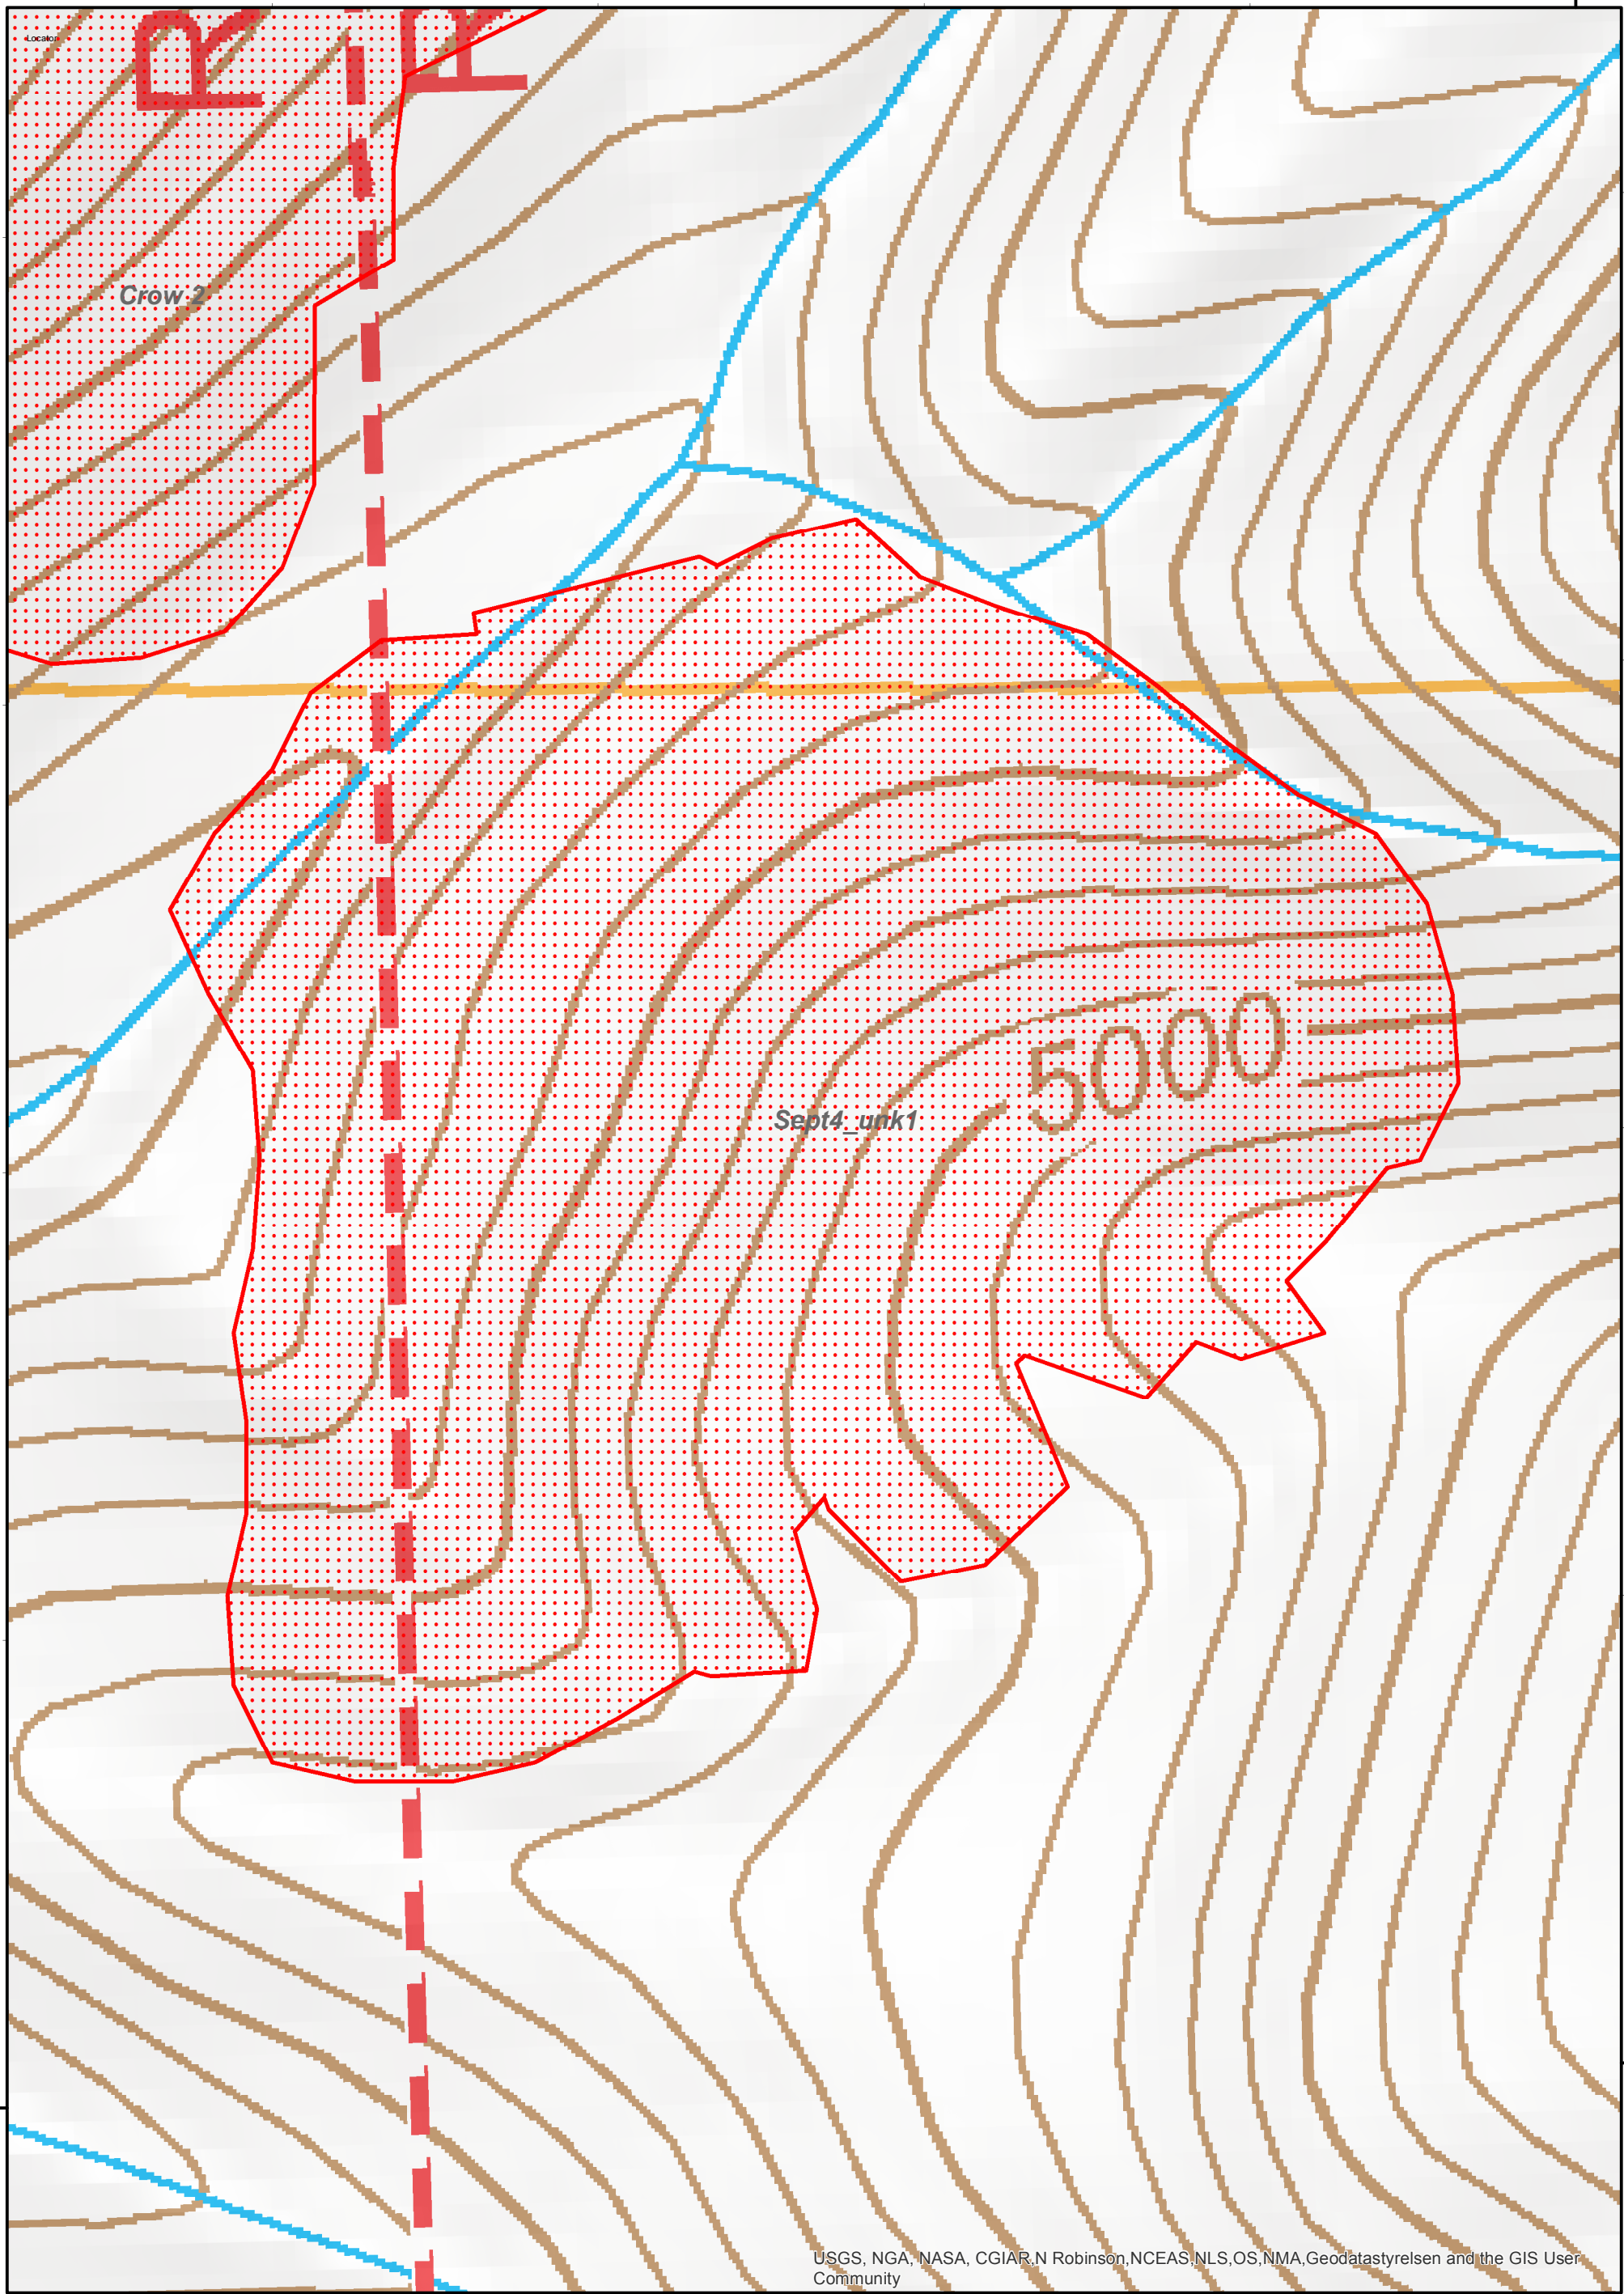 Locator
R
R
Crow 2
5000
Sept4_unk1
USGS, NGA, NASA, CGIAR,N Robinson,NCEAS,NLS,OS,NMA,Geodatastyrelsen and the GIS User
Community